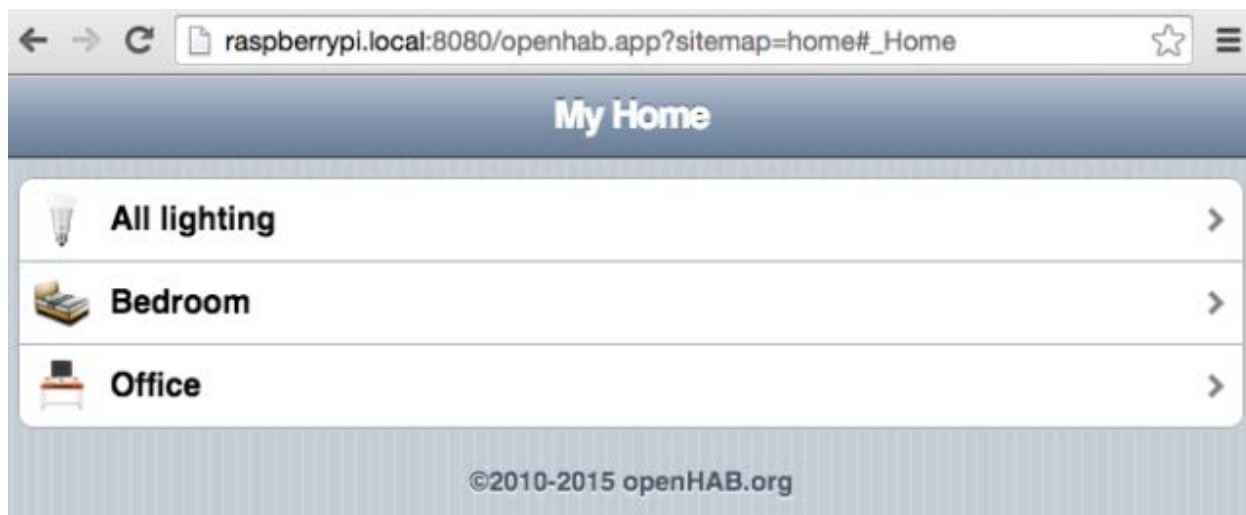 raspberrypi.local:8080/openhab.app?sitemap=home#_Home
My Home
All lighting
Bedroom
Office
©2010-2015 openHAB.org